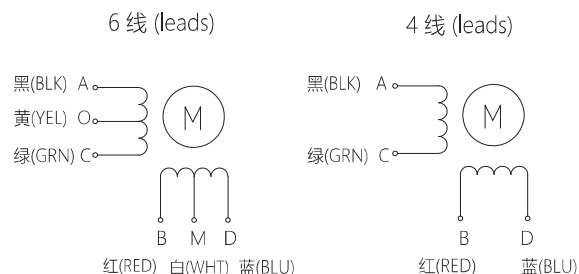 6 线 (leads)
4 线 (leads)
黑(BLK) A
黄(YEL) O
绿(GRN) C
M
B M D
红(RED) 白(WHT) 蓝(BLU)
黑(BLK) A
绿(GRN) C
M
B D
红(RED) 蓝(BLU)